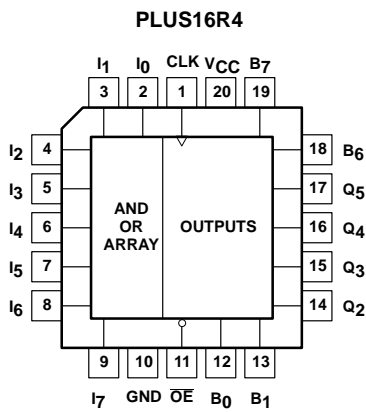 PLUS16R4
I1 I0 CLK VCC B7
3 2 1 20 19
I2 4 18 B6
I3 5 17 Q5
I4 6 16 Q4
I5 7 15 Q3
I6 8 14 Q2
AND
OR
ARRAY
OUTPUTS
9 10 11 12 13
I7 GND OE B0 B1